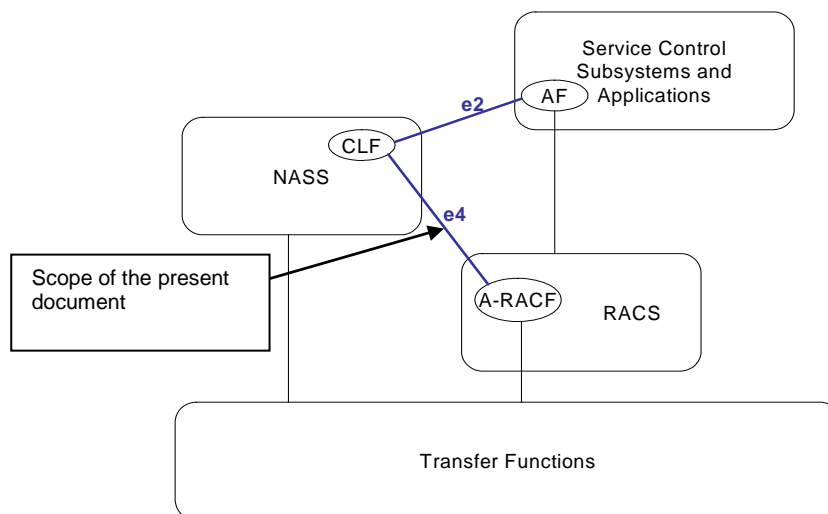 Service Control
Subsystems and
Applications
AF
e2
CLF
NASS
e4
Scope of the present
document
A-RACF
RACS
Transfer Functions